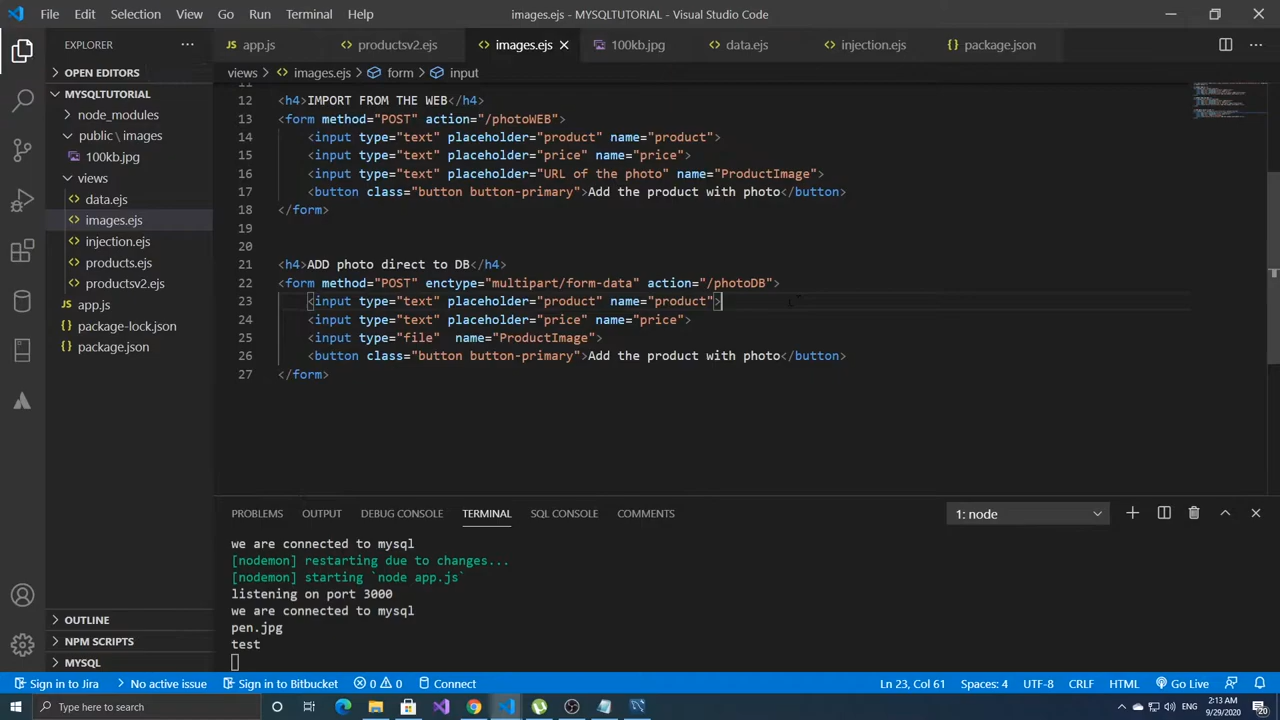 File Edit Selection View Go Run Terminal Help images.ejs - MYSQLTUTORIAL - Visual Studio Code
EXPLORER
app.js productsv2.ejs images.ejs 100kb.jpg data.ejs injection.ejs package.json
OPEN EDITORS
MYSQLTUTORIAL
node_modules
public \ images
100kb.jpg
views
data.ejs
images.ejs
injection.ejs
products.ejs
productsv2.ejs
app.js
package-lock.json
package.json
OUTLINE
NPM SCRIPTS
MYSQL
views > images.ejs > form > input
11
12 <h4>IMPORT FROM THE WEB</h4>
13 <form method="POST" action="/photoWEB">
14 <input type="text" placeholder="product" name="product">
15 <input type="text" placeholder="price" name="price">
16 <input type="text" placeholder="URL of the photo" name="ProductImage">
17 <button class="button button-primary">Add the product with photo</button>
18 </form>
19
20
21 <h4>ADD photo direct to DB</h4>
22 <form method="POST" enctype="multipart/form-data" action="/photoDB">
23 <input type="text" placeholder="product" name="product">
24 <input type="text" placeholder="price" name="price">
25 <input type="file"  name="ProductImage">
26 <button class="button button-primary">Add the product with photo</button>
27 </form>
PROBLEMS OUTPUT DEBUG CONSOLE TERMINAL SQL CONSOLE COMMENTS 1: node
we are connected to mysql
[nodemon] restarting due to changes...
[nodemon] starting `node app.js`
listening on port 3000
we are connected to mysql
pen.jpg
test
Sign in to Jira No active issue Sign in to Bitbucket 0 0 Connect Ln 23, Col 61 Spaces: 4 UTF-8 CRLF HTML Go Live
Type here to search ENG 2:13 AM
9/29/2020 20